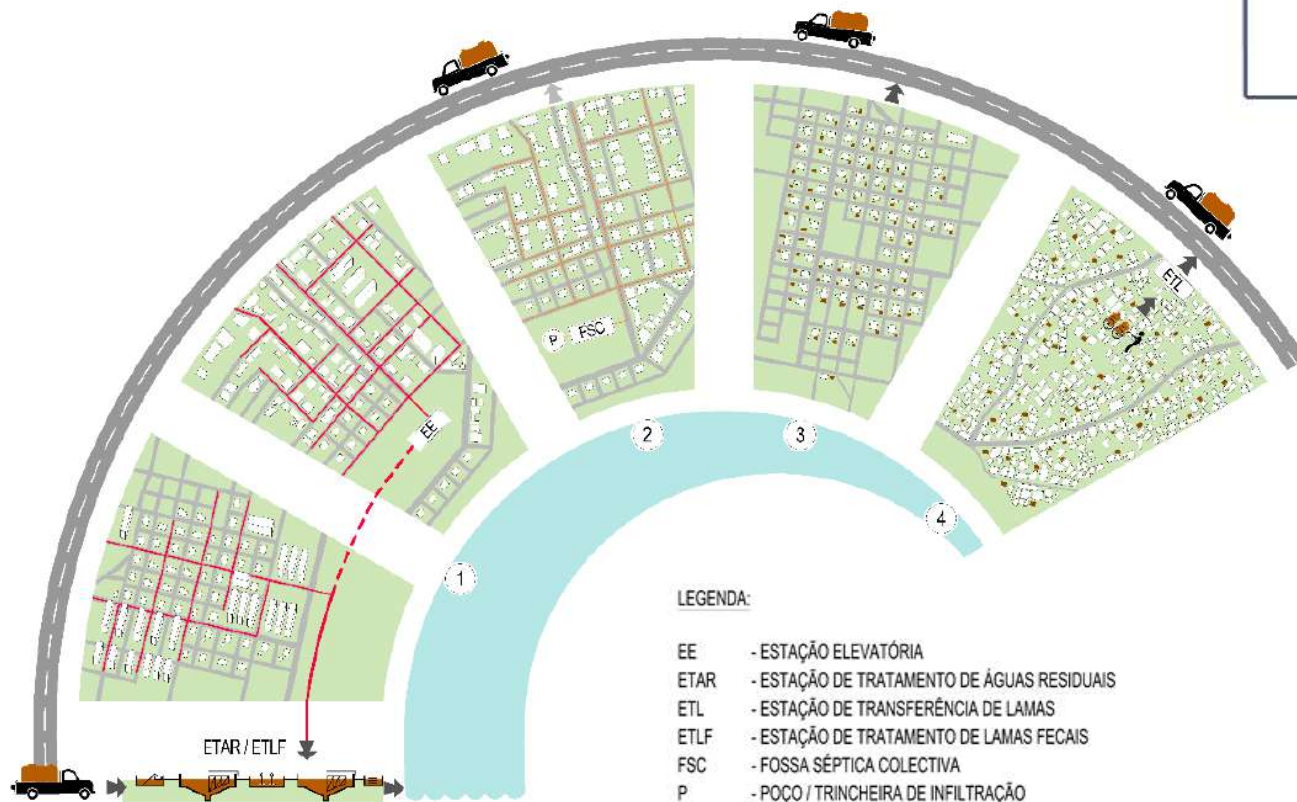 ETL
P
FSC
EE
2
3
4
1
LEGENDA:
EE - ESTAÇÃO ELEVATÓRIA
ETAR - ESTAÇÃO DE TRATAMENTO DE ÁGUAS RESIDUAIS
ETL - ESTAÇÃO DE TRANSFERÊNCIA DE LAMAS
ETLF - ESTAÇÃO DE TRATAMENTO DE LAMAS FECAIS
FSC - FOSSA SÉPTICA COLECTIVA
P - POÇO / TRINCHEIRA DE INFILTRAÇÃO
ETAR / ETLF